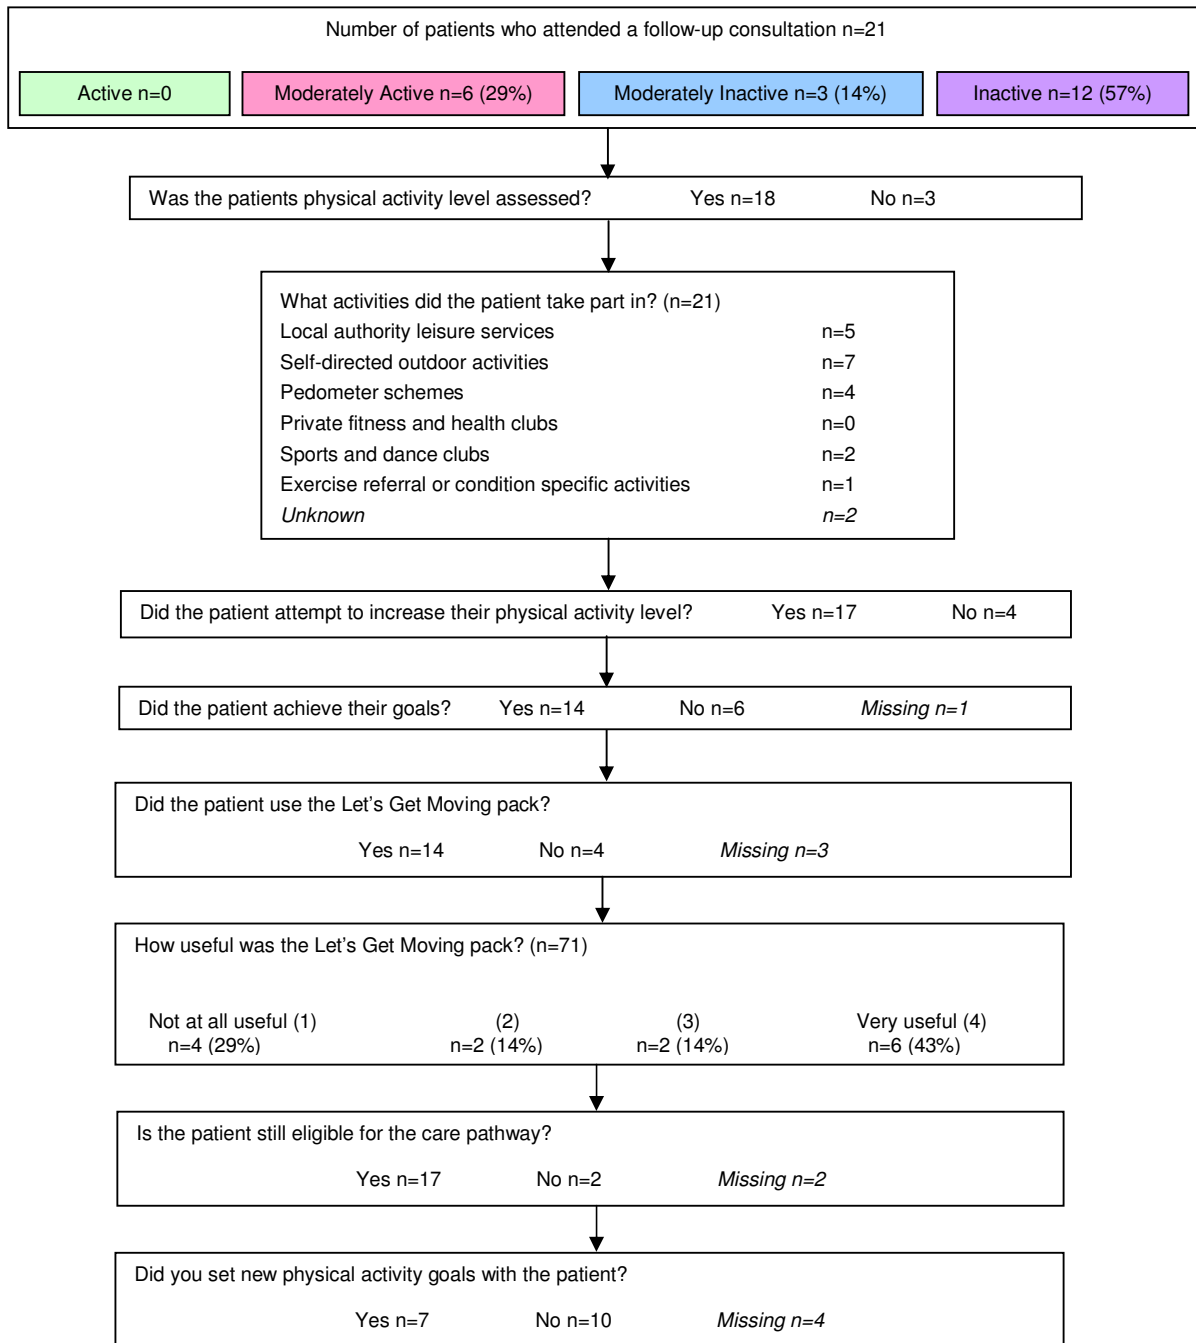 Number of patients who attended a follow-up consultation n=21
Active n=0 Moderately Active n=6 (29%) Moderately Inactive n=3 (14%) Inactive n=12 (57%)
Was the patients physical activity level assessed? Yes n=18 No n=3
What activities did the patient take part in? (n=21)
Local authority leisure services n=5
Self-directed outdoor activities n=7
Pedometer schemes n=4
Private fitness and health clubs n=0
Sports and dance clubs n=2
Exercise referral or condition specific activities n=1
Unknown n=2
Did the patient attempt to increase their physical activity level? Yes n=17 No n=4
Did the patient achieve their goals? Yes n=14 No n=6 Missing n=1
Did the patient use the Let's Get Moving pack?
Yes n=14 No n=4 Missing n=3
How useful was the Let's Get Moving pack? (n=71)
Not at all useful (1) (2) (3) Very useful (4)
n=4 (29%) n=2 (14%) n=2 (14%) n=6 (43%)
Is the patient still eligible for the care pathway?
Yes n=17 No n=2 Missing n=2
Did you set new physical activity goals with the patient?
Yes n=7 No n=10 Missing n=4